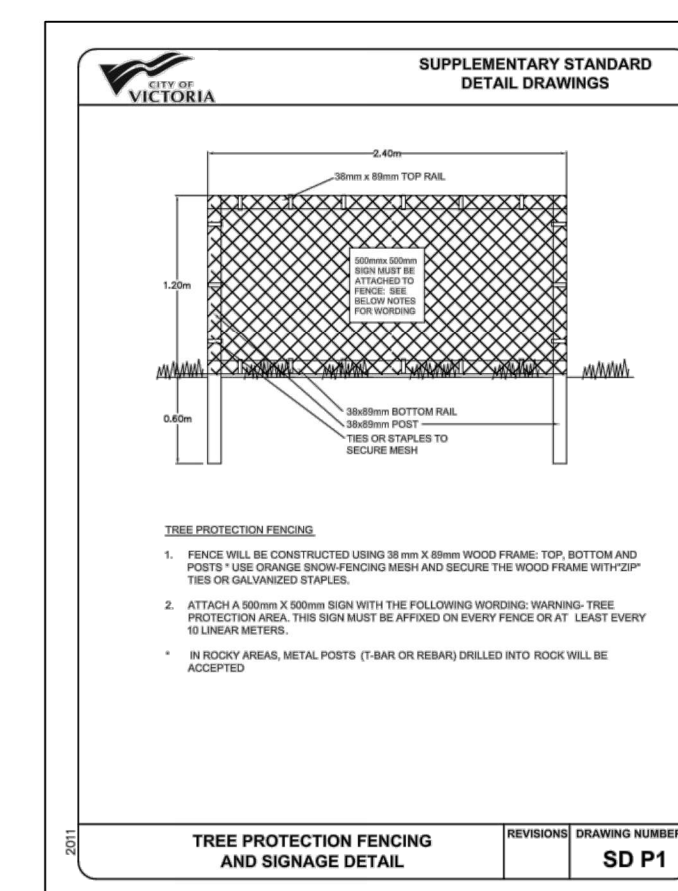 CITY OF
VICTORIA
SUPPLEMENTARY STANDARD
DETAIL DRAWINGS
2.40m
38mm x 89mm TOP RAIL
1.20m
500mmx 500mm
SIGN MUST BE
ATTACHED TO
FENCE: SEE
BELOW NOTES
FOR WORDING
0.60m
38x89mm BOTTOM RAIL
38x89mm POST
TIES OR STAPLES TO
SECURE MESH
TREE PROTECTION FENCING
1. FENCE WILL BE CONSTRUCTED USING 38 mm X 89mm WOOD FRAME: TOP, BOTTOM AND
POSTS * USE ORANGE SNOW-FENCING MESH AND SECURE THE WOOD FRAME WITH"ZIP"
TIES OR GALVANIZED STAPLES.
2. ATTACH A 500mm X 500mm SIGN WITH THE FOLLOWING WORDING: WARNING- TREE
PROTECTION AREA. THIS SIGN MUST BE AFFIXED ON EVERY FENCE OR AT LEAST EVERY
10 LINEAR METERS.
* IN ROCKY AREAS, METAL POSTS (T-BAR OR REBAR) DRILLED INTO ROCK WILL BE
ACCEPTED
2011
TREE PROTECTION FENCING
AND SIGNAGE DETAIL
REVISIONS
DRAWING NUMBER
SD P1